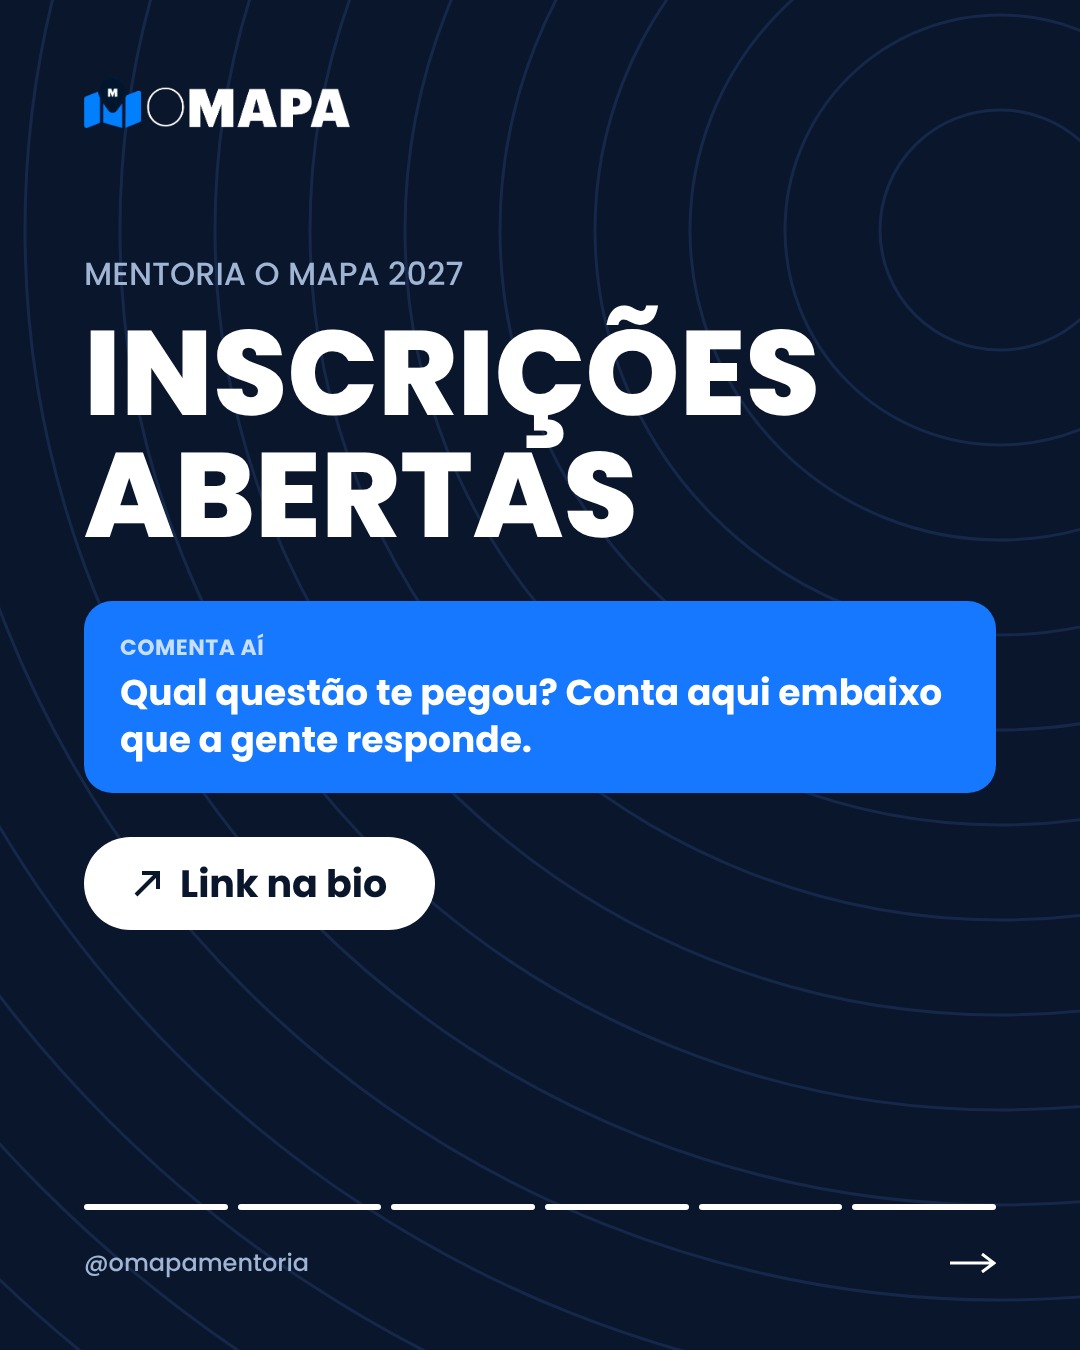 M OMAPA
MENTORIA O MAPA 2027
INSCRIÇÕES
ABERTAS
COMENTA AÍ
Qual questão te pegou? Conta aqui embaixo
que a gente responde.
Link na bio
@omapamentoria